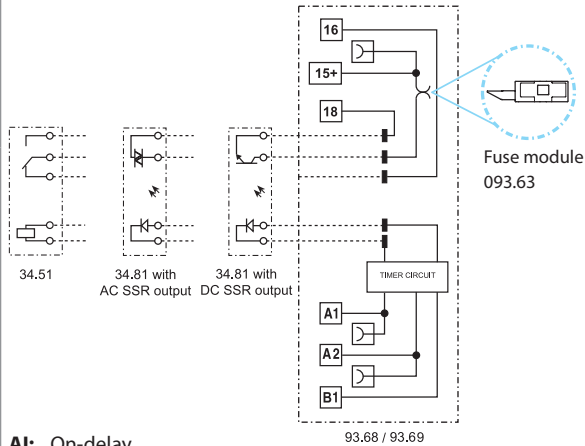 16
15+
18
Fuse module
093.63
34.51
34.81 with
AC SSR output
34.81 with
DC SSR output
TIMER CIRCUIT
A1
A2
B1
93.68 / 93.69
AI: On-delay